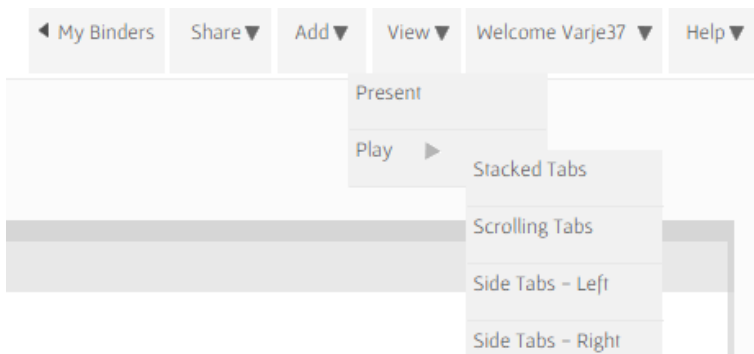 My Binders Share Add View Welcome Varje37 Help
Present
Play
Stacked Tabs
Scrolling Tabs
Side Tabs - Left
Side Tabs - Right